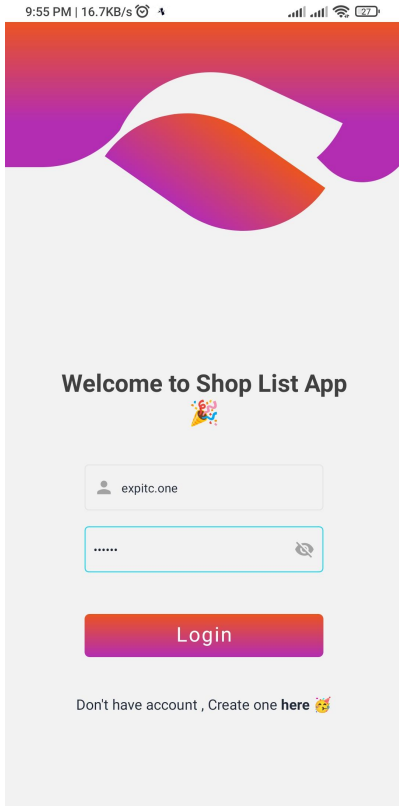 9:55 PM | 16.7KB/s 27
Welcome to Shop List App
🎉
expitc.one
••••••
Login
Don't have account , Create one here 🥳